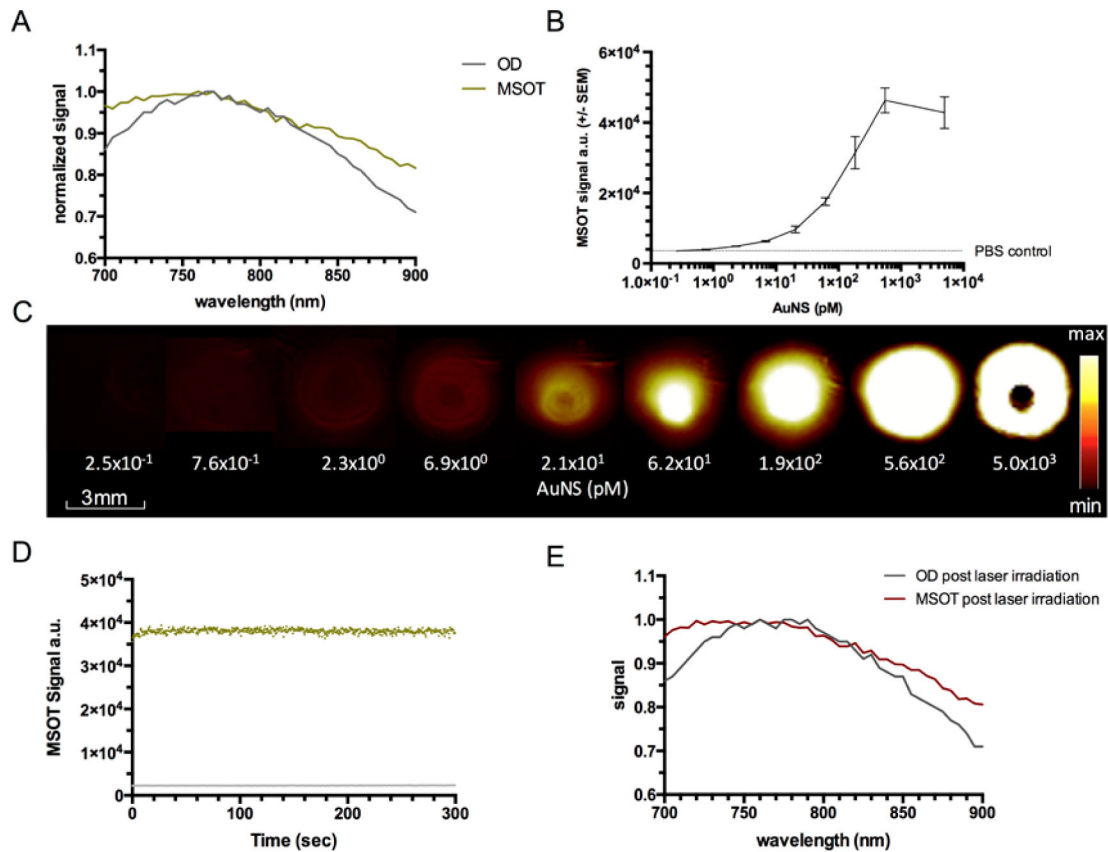 A
normalized signal
1.1
1.0
0.9
0.8
0.7
0.6
700 750 800 850 900
wavelength (nm)
OD
MSOT
B
MSOT signal a.u. (+/- SEM)
6×10⁴
4×10⁴
2×10⁴
0
1.0×10⁻¹ 1×10⁰ 1×10¹ 1×10² 1×10³ 1×10⁴
AuNS (pM)
PBS control
C
2.5x10⁻¹ 7.6x10⁻¹ 2.3x10⁰ 6.9x10⁰ 2.1x10¹ 6.2x10¹ 1.9x10² 5.6x10² 5.0x10³
AuNS (pM)
3mm
max
min
D
MSOT Signal a.u.
5×10⁴
4×10⁴
3×10⁴
2×10⁴
1×10⁴
0
0 100 200 300
Time (sec)
E
signal
1.1
1.0
0.9
0.8
0.7
0.6
700 750 800 850 900
wavelength (nm)
OD post laser irradiation
MSOT post laser irradiation